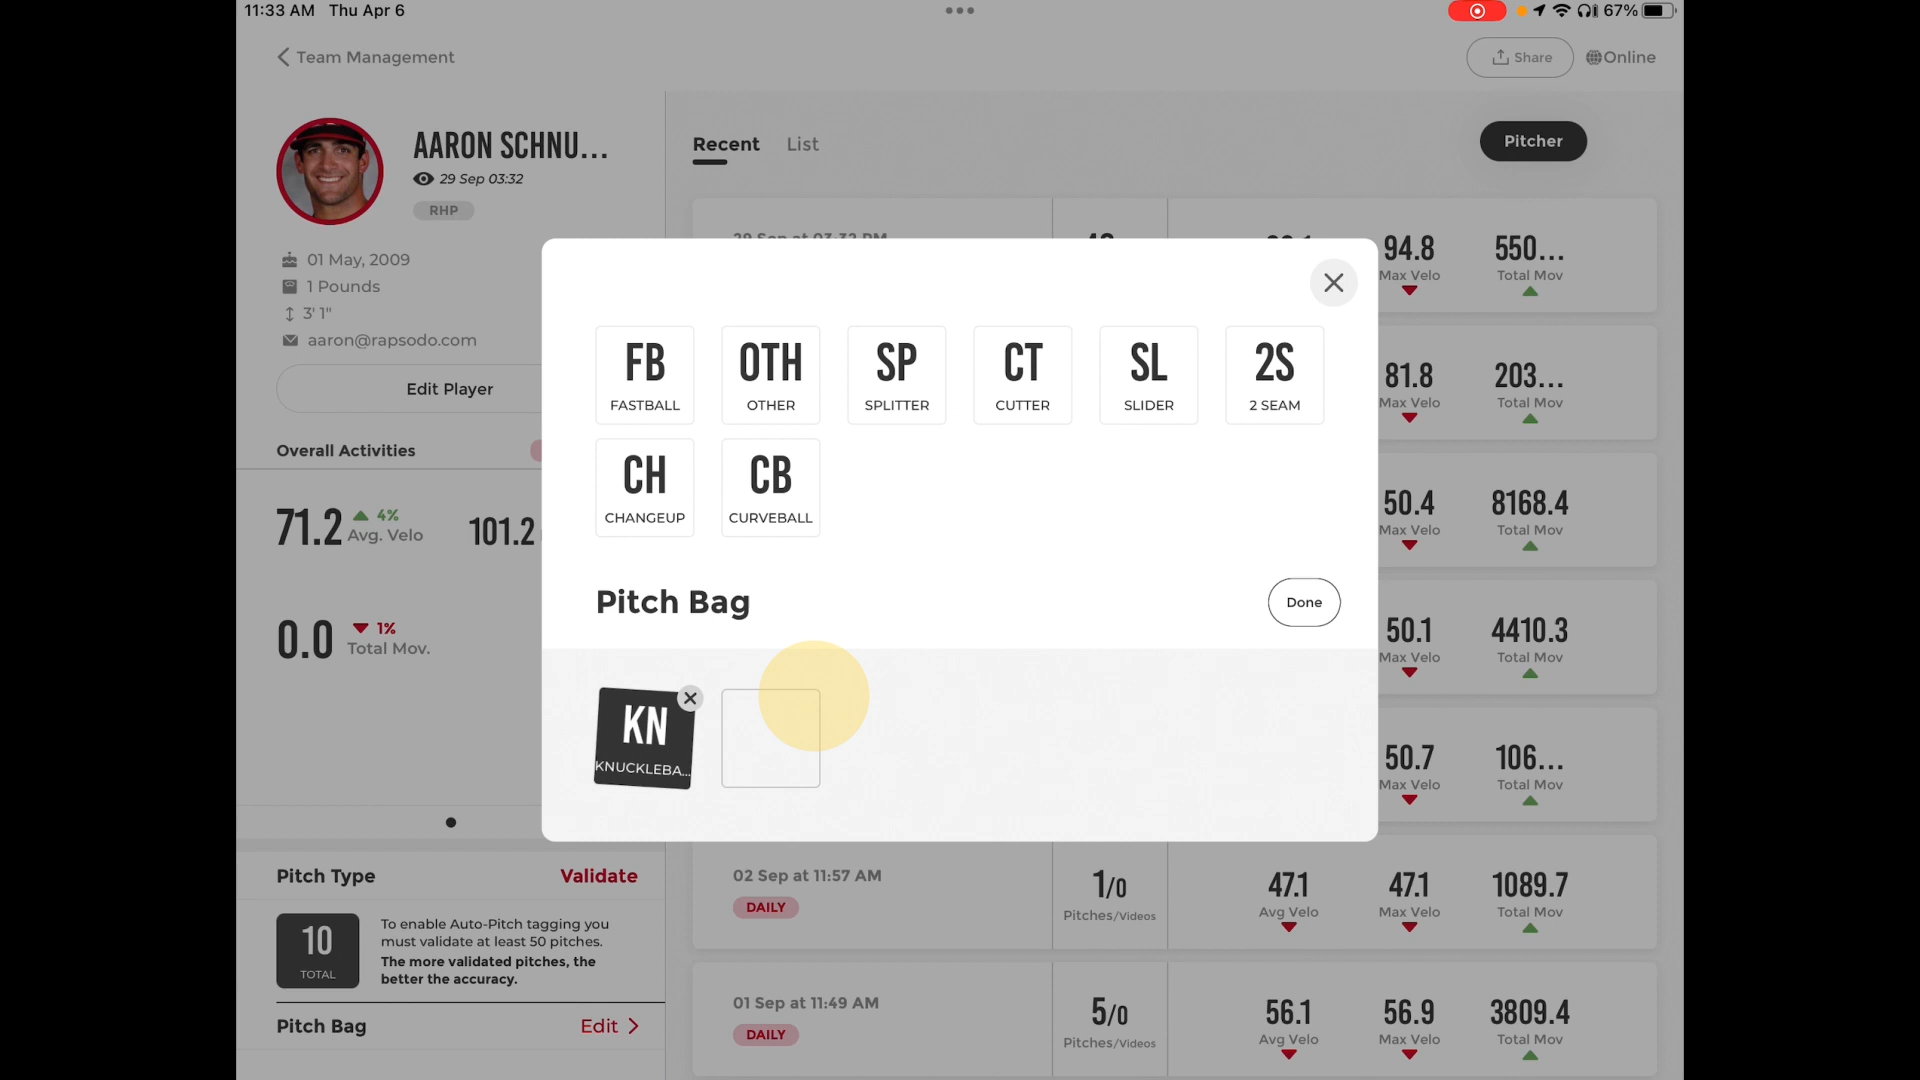 11:33 AM Thu Apr 6
67%
Team Management
Share
Online
AARON SCHNU...
29 Sep 03:32
RHP
01 May, 2009
1 Pounds
3' 1"
aaron@rapsodo.com
Edit Player
Overall Activities
71.2 4%
Avg. Velo
101.2
0.0 1%
Total Mov.
Pitch Type Validate
10
TOTAL
To enable Auto-Pitch tagging you
must validate at least 50 pitches.
The more validated pitches, the
better the accuracy.
Pitch Bag Edit
Recent List
Pitcher
29 Sep at 03:32 PM
94.8
Max Velo
550...
Total Mov
81.8
Max Velo
203...
Total Mov
50.4
Max Velo
8168.4
Total Mov
50.1
Max Velo
4410.3
Total Mov
50.7
Max Velo
106...
Total Mov
02 Sep at 11:57 AM
DAILY
1/0
Pitches/Videos
47.1
Avg Velo
47.1
Max Velo
1089.7
Total Mov
01 Sep at 11:49 AM
DAILY
5/0
Pitches/Videos
56.1
Avg Velo
56.9
Max Velo
3809.4
Total Mov
FB
FASTBALL
OTH
OTHER
SP
SPLITTER
CT
CUTTER
SL
SLIDER
2S
2 SEAM
CH
CHANGEUP
CB
CURVEBALL
Pitch Bag
Done
KN
KNUCKLEBA...